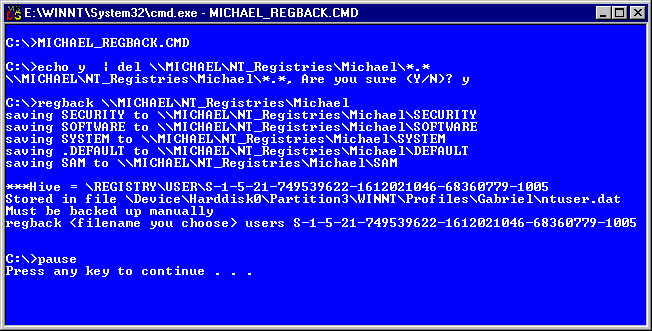 E:\WINNT\System32\cmd.exe - MICHAEL_REGBACK.CMD
C:\>MICHAEL_REGBACK.CMD
C:\>echo y  | del \\MICHAEL\NT_Registries\Michael\*.*
\\MICHAEL\NT_Registries\Michael\*.*, Are you sure (Y/N)? y
C:\>regback \\MICHAEL\NT_Registries\Michael
saving SECURITY to \\MICHAEL\NT_Registries\Michael\SECURITY
saving SOFTWARE to \\MICHAEL\NT_Registries\Michael\SOFTWARE
saving SYSTEM to \\MICHAEL\NT_Registries\Michael\SYSTEM
saving .DEFAULT to \\MICHAEL\NT_Registries\Michael\DEFAULT
saving SAM to \\MICHAEL\NT_Registries\Michael\SAM
***Hive = \REGISTRY\USER\S-1-5-21-749539622-1612021046-68360779-1005
Stored in file \Device\Harddisk0\Partition3\WINNT\Profiles\Gabriel\ntuser.dat
Must be backed up manually
regback <filename you choose> users S-1-5-21-749539622-1612021046-68360779-1005
C:\>pause
Press any key to continue . . .